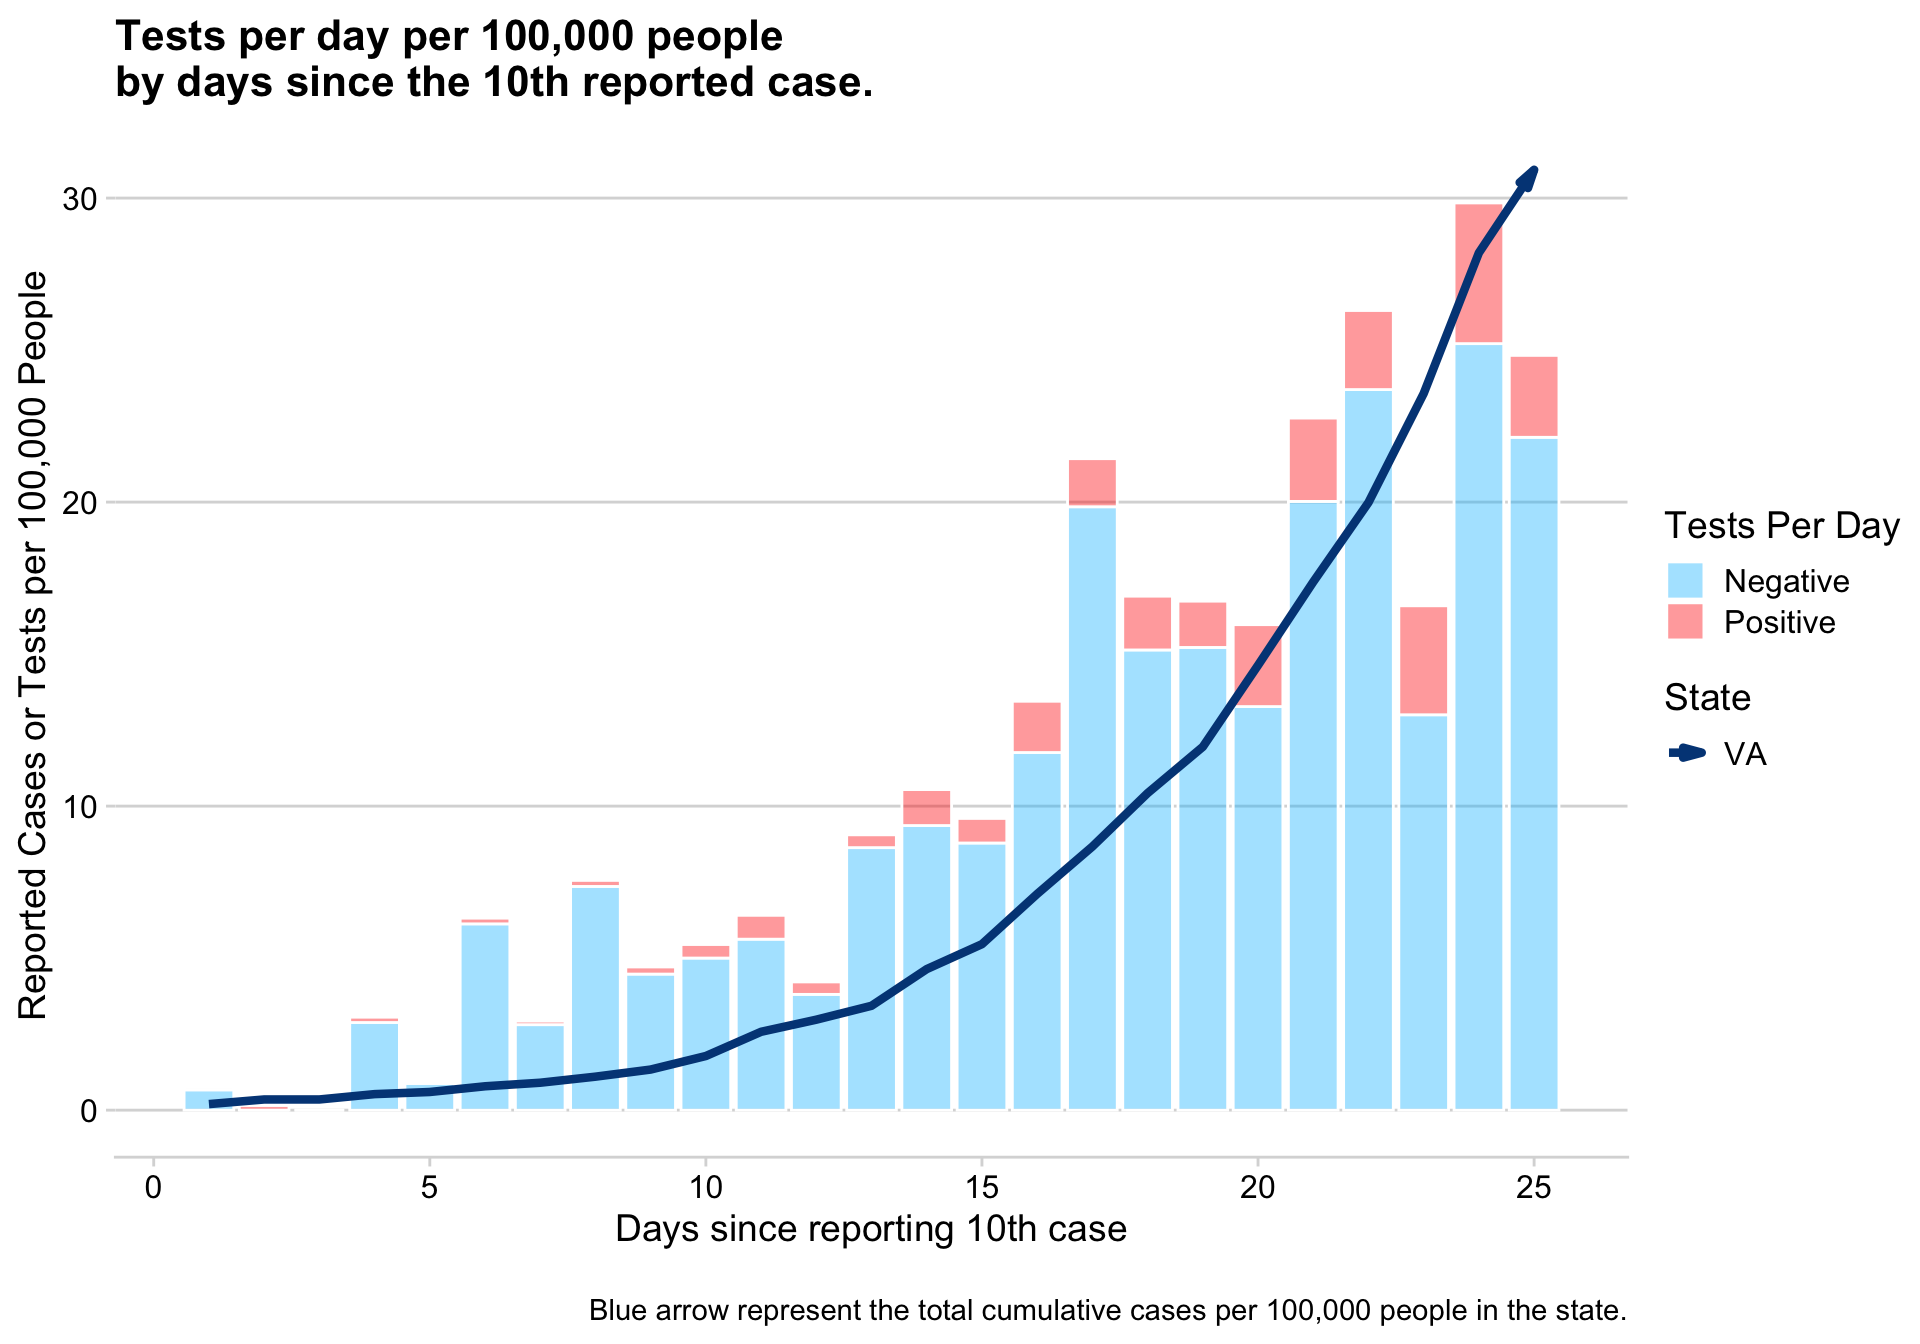 Tests per day per 100,000 people
by days since the 10th reported case.
Reported Cases or Tests per 100,000 People
30
20
10
0
0 5 10 15 20 25
Days since reporting 10th case
Tests Per Day
Negative
Positive
State
VA
Blue arrow represent the total cumulative cases per 100,000 people in the state.